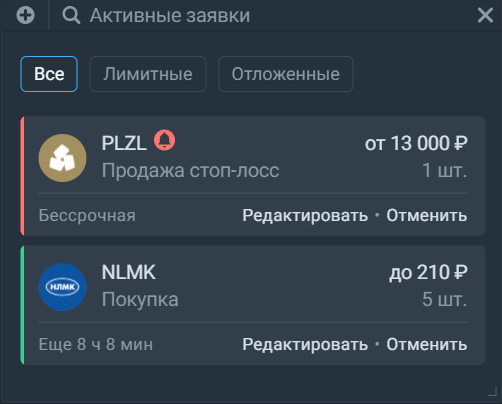 Активные заявки
Все Лимитные Отложенные
PLZL от 13 000 ₽
Продажа стоп-лосс 1 шт.
Бессрочная Редактировать • Отменить
НЛМК NLMK до 210 ₽
Покупка 5 шт.
Еще 8 ч 8 мин Редактировать • Отменить